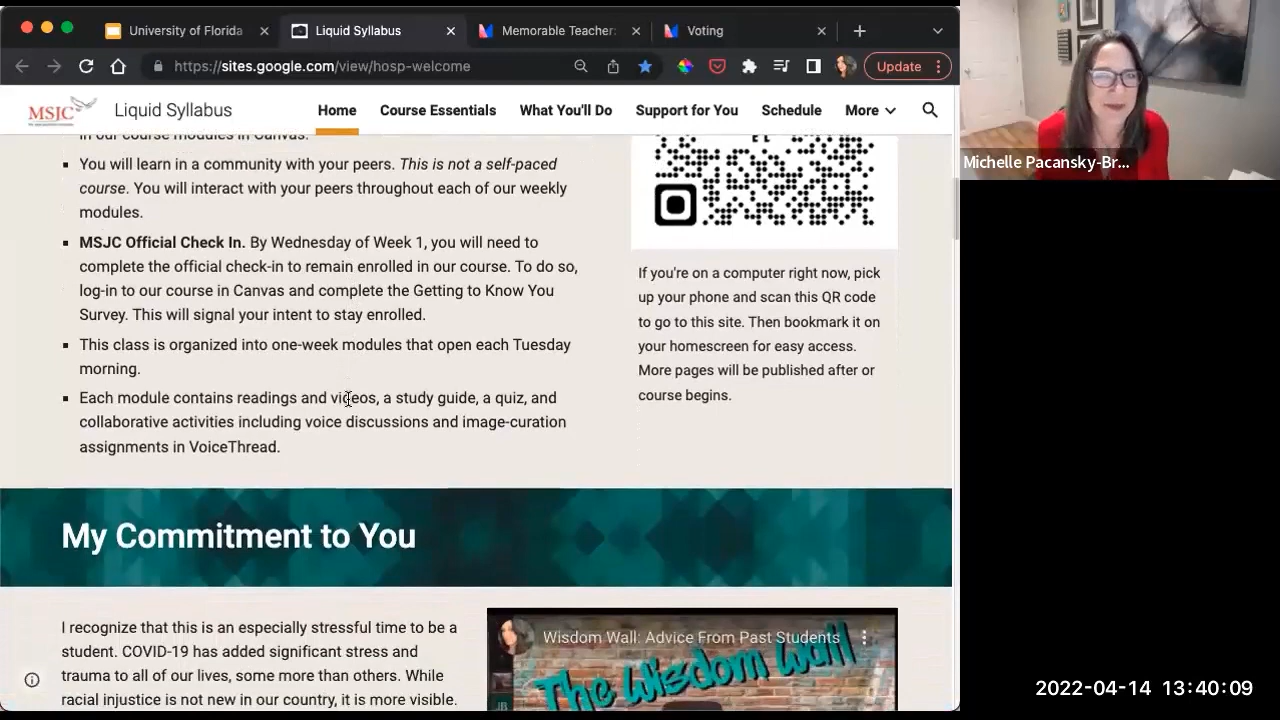 University of Florida
Liquid Syllabus
Memorable Teacher
Voting
https://sites.google.com/view/hosp-welcome
Update
MSJC
Liquid Syllabus
Home
Course Essentials
What You'll Do
Support for You
Schedule
More
in our course modules in Canvas.
You will learn in a community with your peers. This is not a self-paced
course. You will interact with your peers throughout each of our weekly
modules.
MSJC Official Check In. By Wednesday of Week 1, you will need to
complete the official check-in to remain enrolled in our course. To do so,
log-in to our course in Canvas and complete the Getting to Know You
Survey. This will signal your intent to stay enrolled.
This class is organized into one-week modules that open each Tuesday
morning.
Each module contains readings and videos, a study guide, a quiz, and
collaborative activities including voice discussions and image-curation
assignments in VoiceThread.
If you're on a computer right now, pick
up your phone and scan this QR code
to go to this site. Then bookmark it on
your homescreen for easy access.
More pages will be published after or
course begins.
My Commitment to You
I recognize that this is an especially stressful time to be a
student. COVID-19 has added significant stress and
trauma to all of our lives, some more than others. While
racial injustice is not new in our country, it is more visible.
Wisdom Wall: Advice From Past Students
The Wisdom Wall
Michelle Pacansky-Br...
2022-04-14 13:40:09